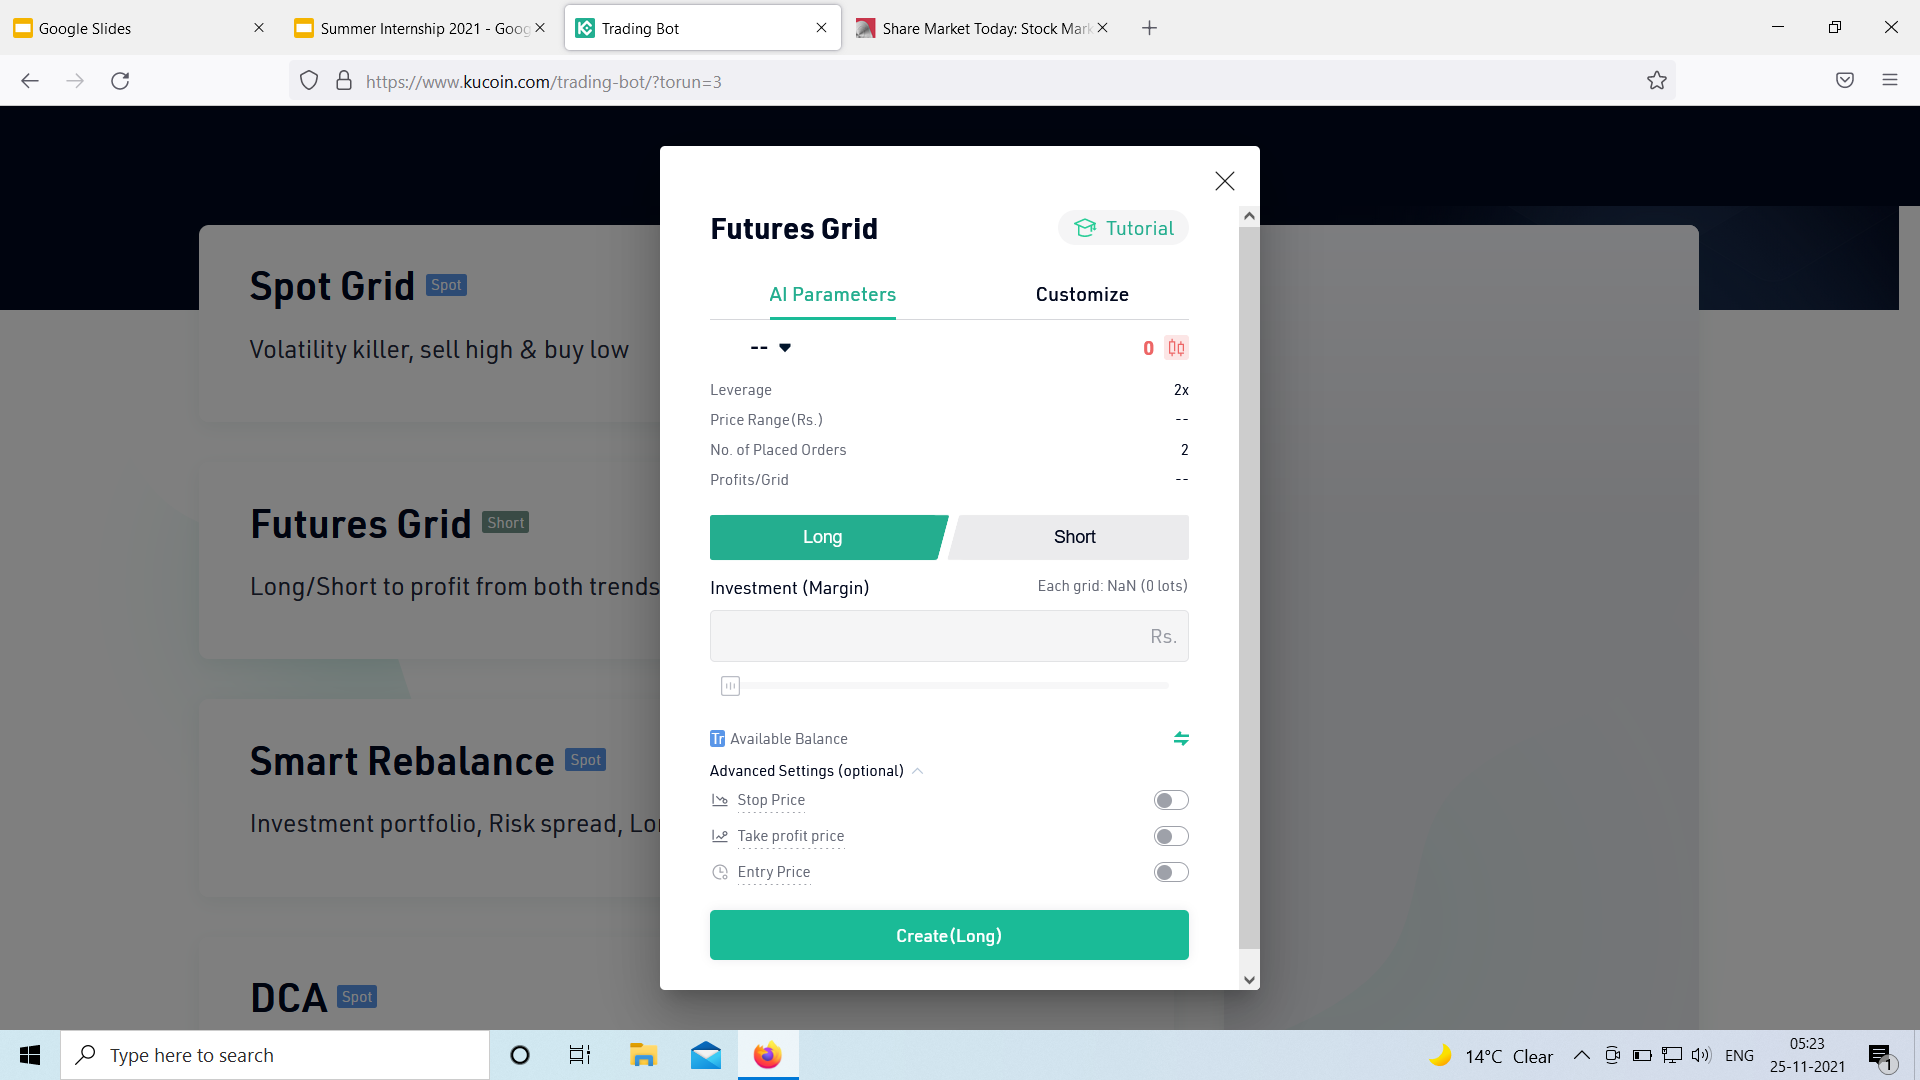 Google Slides
Summer Internship 2021 - Goog
Trading Bot
Share Market Today: Stock Mark
https://www.kucoin.com/trading-bot/?torun=3
Spot Grid Spot
Volatility killer, sell high & buy low
Futures Grid Short
Long/Short to profit from both trends
Smart Rebalance Spot
Investment portfolio, Risk spread, Lo
DCA Spot
Futures Grid
Tutorial
AI Parameters
Customize
-- 0
Leverage 2x
Price Range(Rs.) --
No. of Placed Orders 2
Profits/Grid --
Long
Short
Investment (Margin) Each grid: NaN (0 lots)
Rs.
Tr Available Balance
Advanced Settings (optional)
Stop Price
Take profit price
Entry Price
Create(Long)
Type here to search
14°C Clear
ENG
05:23
25-11-2021
1